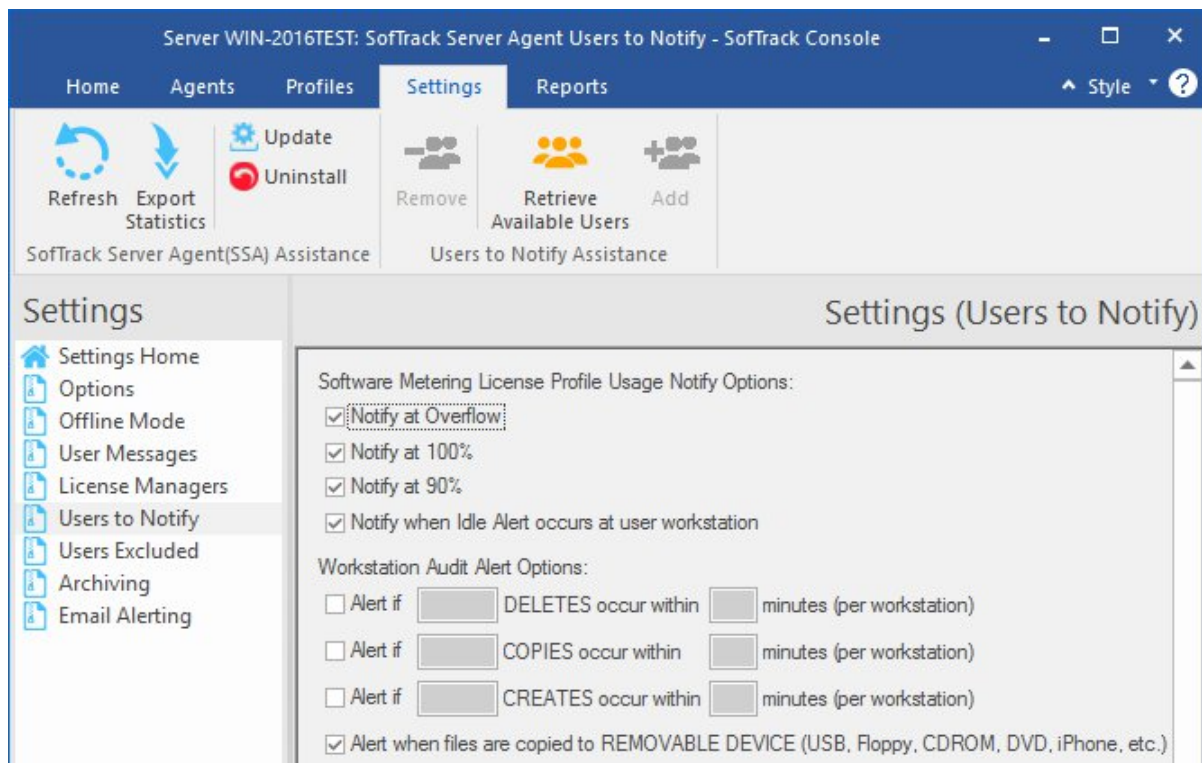 Server WIN-2016TEST: SofTrack Server Agent Users to Notify - SofTrack Console
Home Agents Profiles Settings Reports Style ?
Refresh
Export
Statistics
Update
Uninstall
SofTrack Server Agent(SSA) Assistance
Remove
Retrieve
Available Users
Add
Users to Notify Assistance
Settings
Settings (Users to Notify)
Settings Home
Options
Offline Mode
User Messages
License Managers
Users to Notify
Users Excluded
Archiving
Email Alerting
Software Metering License Profile Usage Notify Options:
Notify at Overflow
Notify at 100%
Notify at 90%
Notify when Idle Alert occurs at user workstation
Workstation Audit Alert Options:
Alert if DELETES occur within minutes (per workstation)
Alert if COPIES occur within minutes (per workstation)
Alert if CREATES occur within minutes (per workstation)
Alert when files are copied to REMOVABLE DEVICE (USB, Floppy, CDROM, DVD, iPhone, etc.)